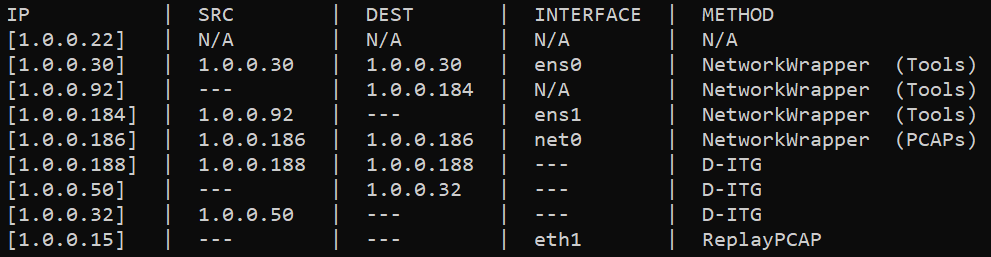 IP           |  SRC          |  DEST         |  INTERFACE  |  METHOD
[1.0.0.22]   |  N/A          |  N/A          |  N/A        |  N/A
[1.0.0.30]   |  1.0.0.30     |  1.0.0.30     |  ens0       |  NetworkWrapper  (Tools)
[1.0.0.92]   |  ---          |  1.0.0.184    |  N/A        |  NetworkWrapper  (Tools)
[1.0.0.184]  |  1.0.0.92     |  ---          |  ens1       |  NetworkWrapper  (Tools)
[1.0.0.186]  |  1.0.0.186    |  1.0.0.186    |  net0       |  NetworkWrapper  (PCAPs)
[1.0.0.188]  |  1.0.0.188    |  1.0.0.188    |  ---        |  D-ITG
[1.0.0.50]   |  ---          |  1.0.0.32     |  ---        |  D-ITG
[1.0.0.32]   |  1.0.0.50     |  ---          |  ---        |  D-ITG
[1.0.0.15]   |  ---          |  ---          |  eth1       |  ReplayPCAP